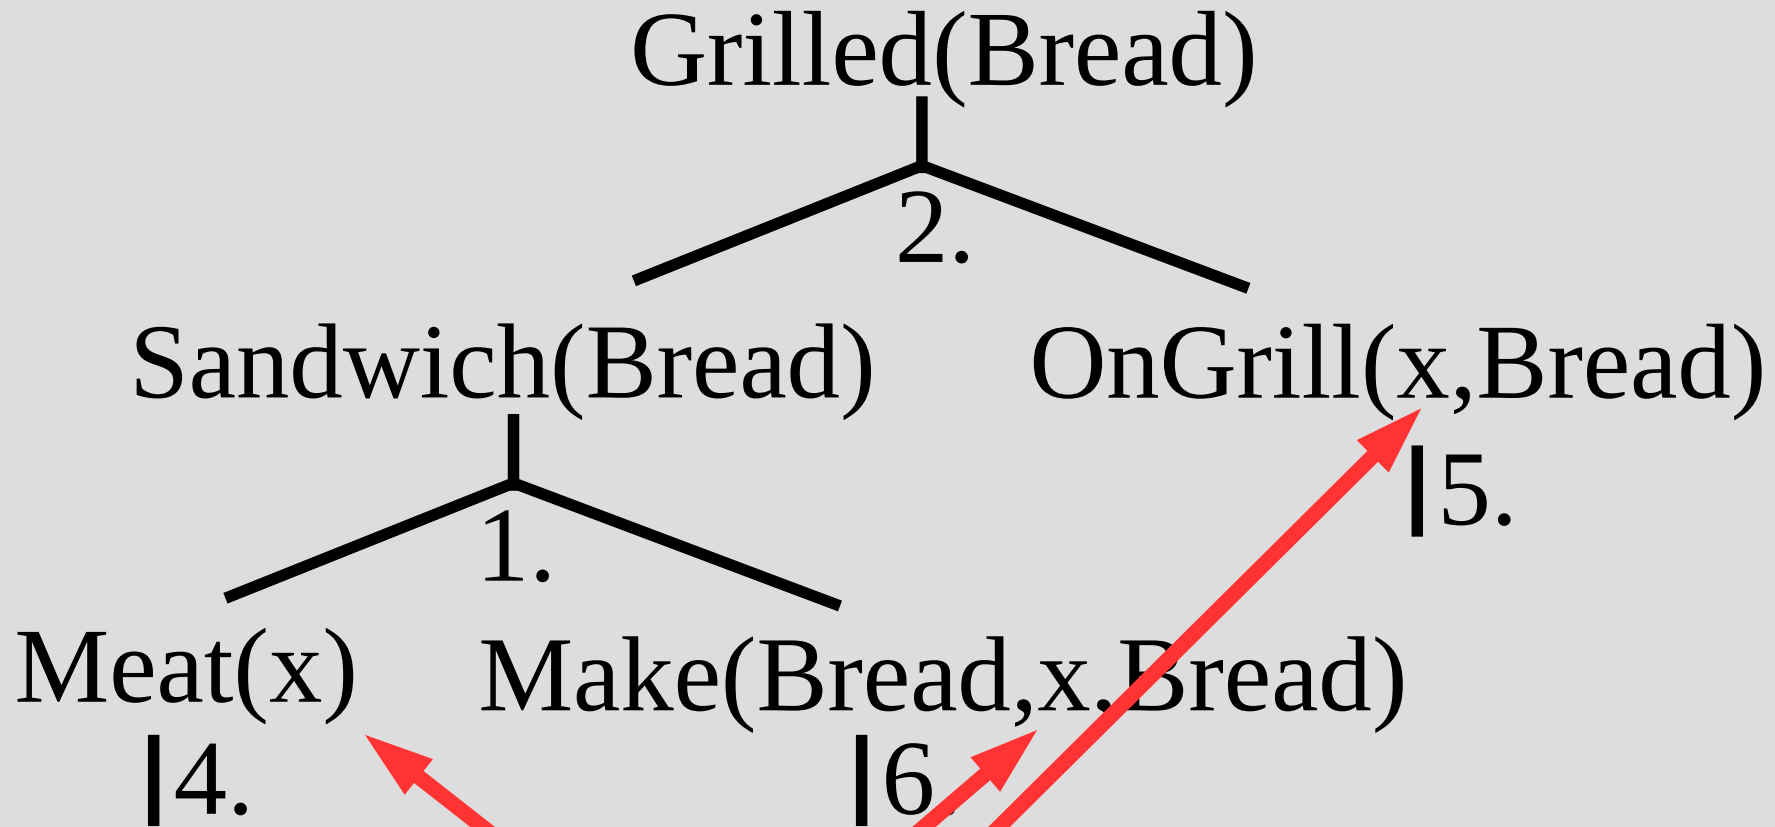 Grilled(Bread)
2.
Sandwich(Bread) OnGrill(x,Bread)
5.
1.
Meat(x) Make(Bread,x,Bread)
4. 6.